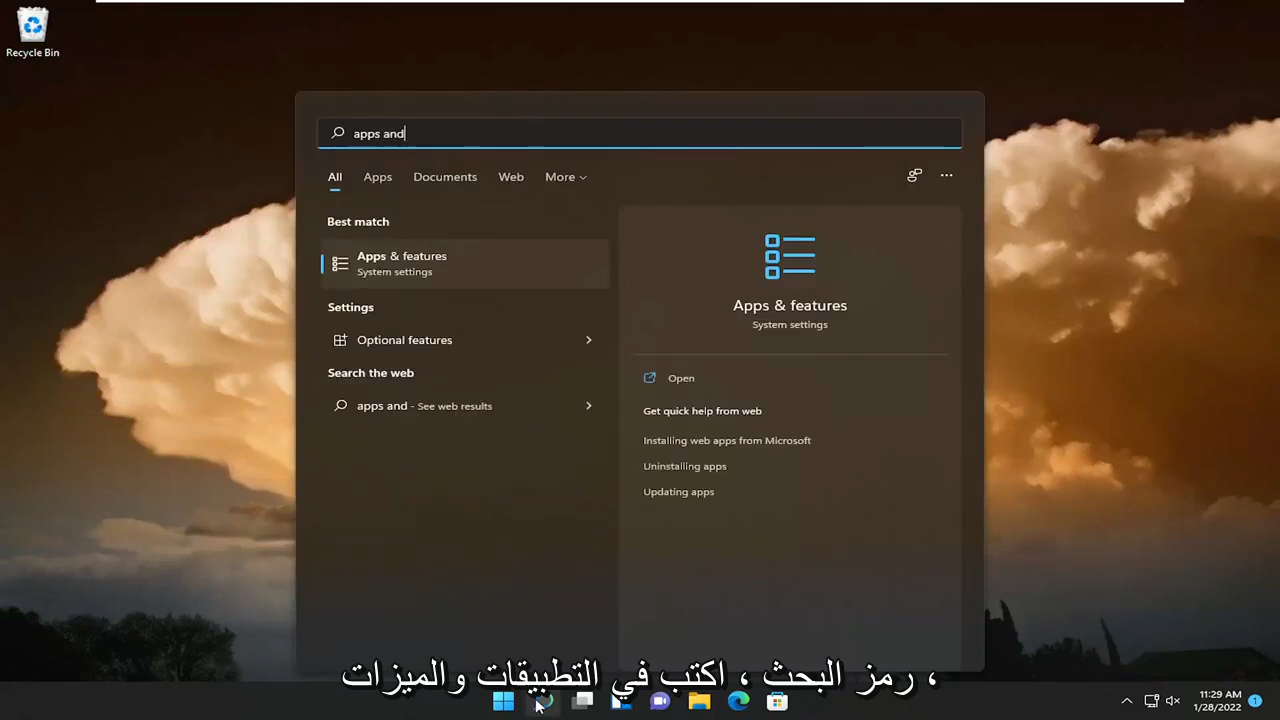 Recycle Bin
apps and
All Apps Documents Web More
Best match
Apps & features
System settings
Settings
Optional features
Search the web
apps and - See web results
Apps & features
System settings
Open
Get quick help from web
Installing web apps from Microsoft
Uninstalling apps
Updating apps
، رمز البحث ، اكتب في التطبيقات والميزات
11:29 AM
1/28/2022
1